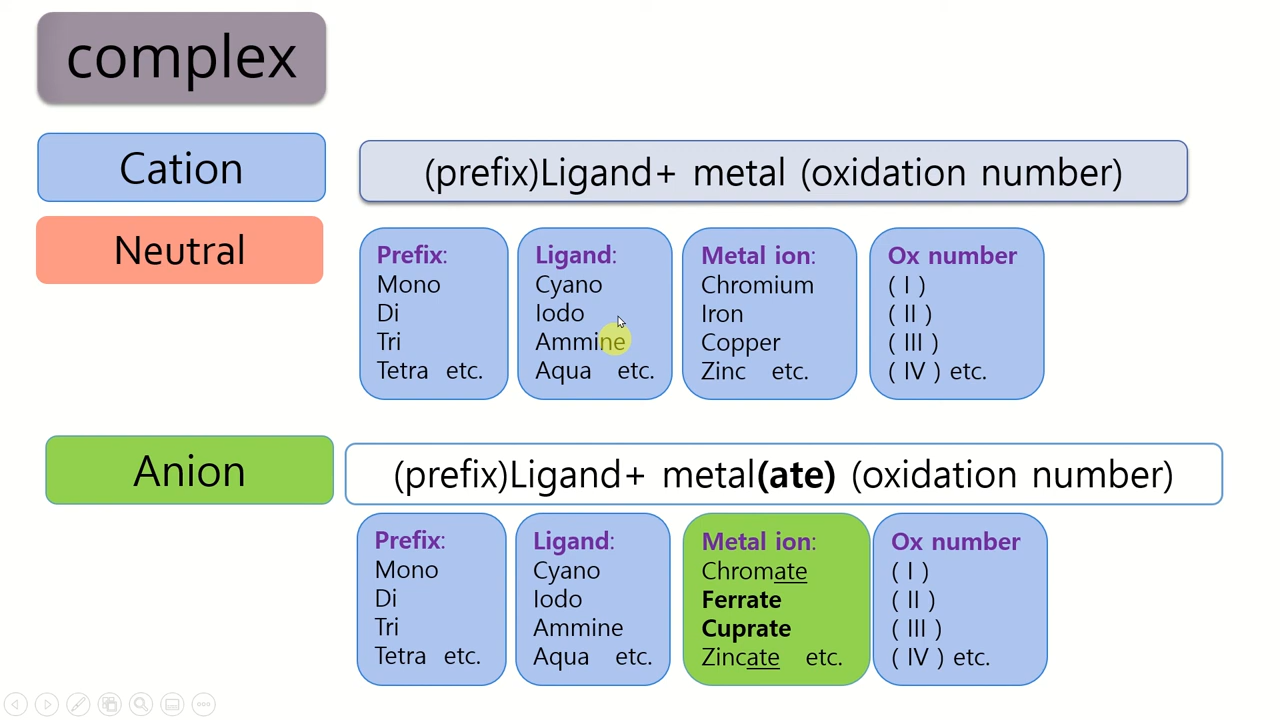 complex
Cation
(prefix)Ligand+ metal (oxidation number)
Neutral
Prefix:
Mono
Di
Tri
Tetra etc.
Ligand:
Cyano
Iodo
Ammine
Aqua etc.
Metal ion:
Chromium
Iron
Copper
Zinc etc.
Ox number
( I )
( II )
( III )
( IV ) etc.
Anion
(prefix)Ligand+ metal(ate) (oxidation number)
Prefix:
Mono
Di
Tri
Tetra etc.
Ligand:
Cyano
Iodo
Ammine
Aqua etc.
Metal ion:
Chromate
Ferrate
Cuprate
Zincate etc.
Ox number
( I )
( II )
( III )
( IV ) etc.